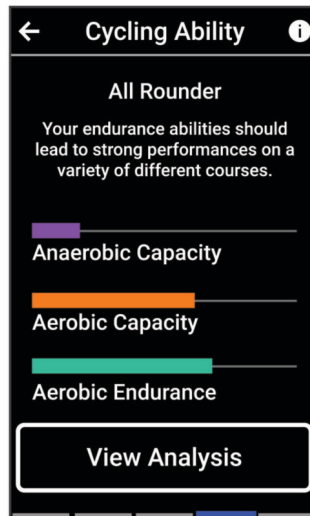 Cycling Ability
i
All Rounder
Your endurance abilities should
lead to strong performances on a
variety of different courses.
Anaerobic Capacity
Aerobic Capacity
Aerobic Endurance
View Analysis